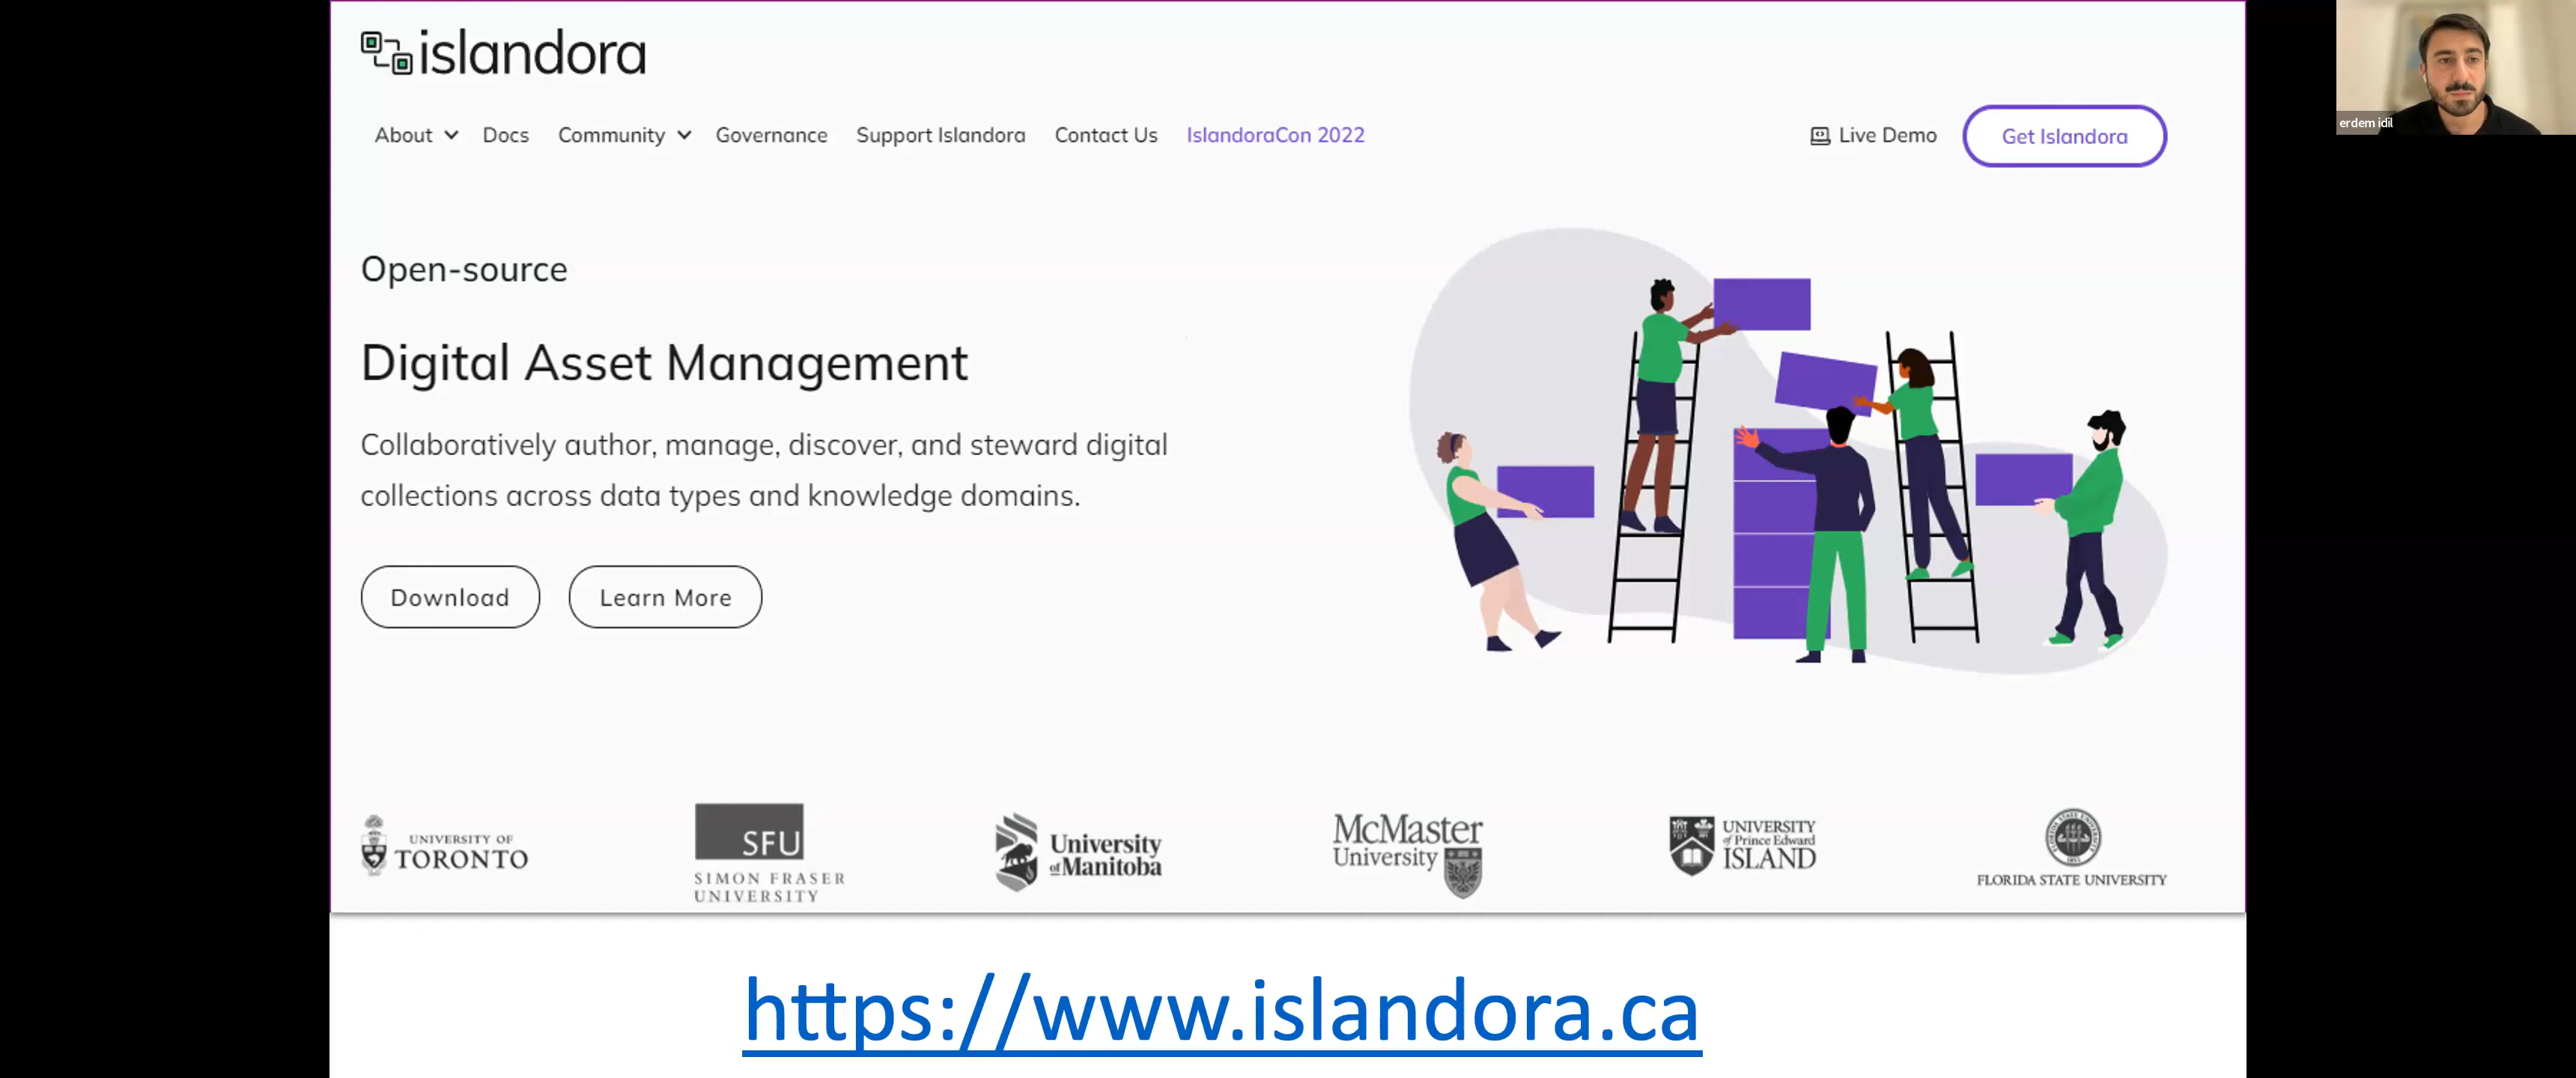 islandora
About Docs Community Governance Support Islandora Contact Us IslandoraCon 2022 Live Demo Get Islandora
erdem idil
Open-source
Digital Asset Management
Collaboratively author, manage, discover, and steward digital
collections across data types and knowledge domains.
Download Learn More
UNIVERSITY OF
TORONTO
SFU
SIMON FRASER
UNIVERSITY
University
of Manitoba
McMaster
University
UNIVERSITY
of Prince Edward
ISLAND
FLORIDA STATE UNIVERSITY
https://www.islandora.ca